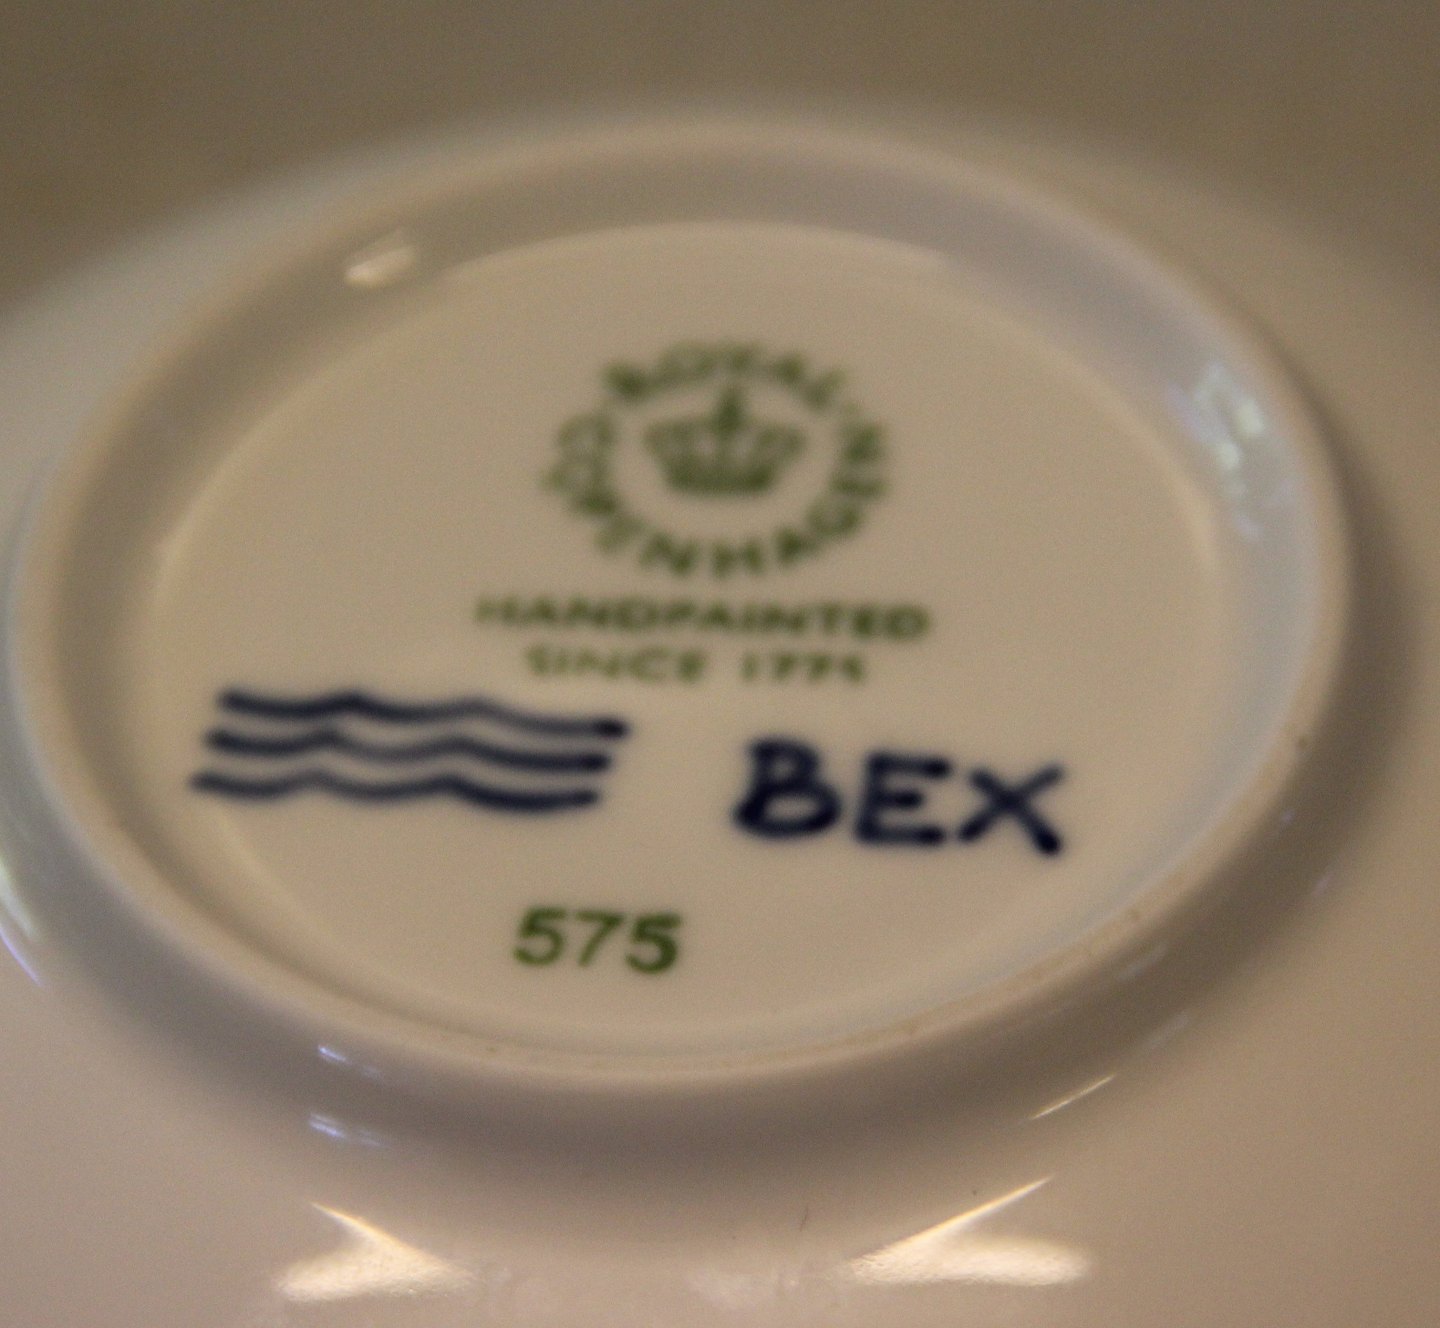 ROYAL COPENHAGEN
HANDPAINTED
SINCE 1775
BEX
575